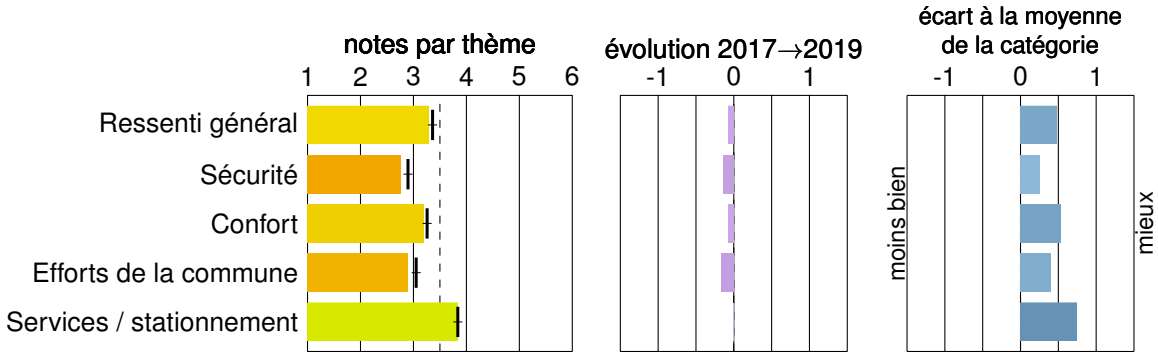 notes par thème
1 2 3 4 5 6
évolution 2017→2019
-1 0 1
écart à la moyenne
de la catégorie
-1 0 1
Ressenti général
Sécurité
Confort
Efforts de la commune
Services / stationnement
moins bien
mieux